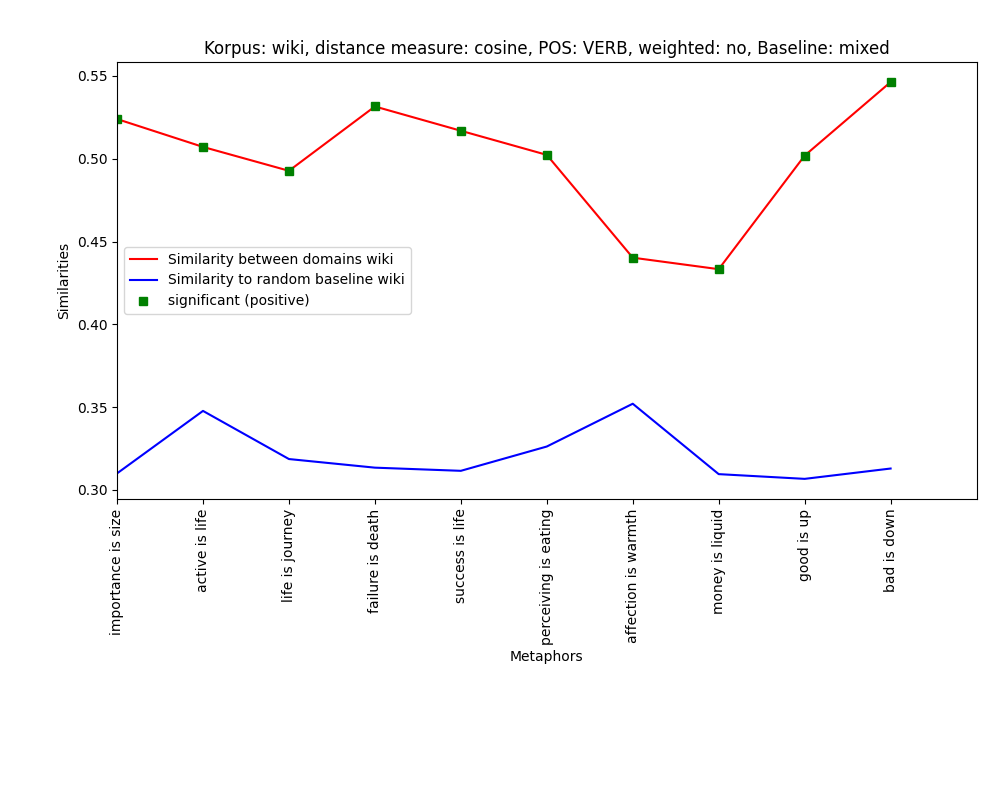 Korpus: wiki, distance measure: cosine, POS: VERB, weighted: no, Baseline: mixed
0.55
0.50
0.45
0.40
0.35
0.30
Similarities
Similarity between domains wiki
Similarity to random baseline wiki
significant (positive)
importance is size
active is life
life is journey
failure is death
success is life
perceiving is eating
affection is warmth
money is liquid
good is up
bad is down
Metaphors